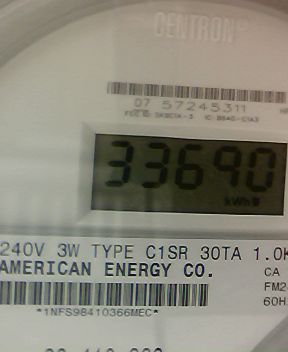 CENTRON®
07 57245311
33690
kWh
240V 3W TYPE C1SR 30TA 1.0K
AMERICAN ENERGY CO.
CA
FM2
60H
*1NFS98410366MEC*